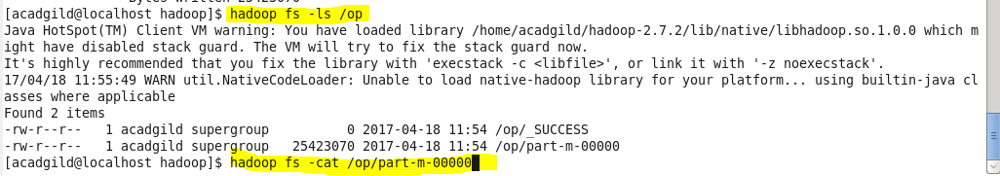 [acadgild@localhost hadoop]$ hadoop fs -ls /op
Java HotSpot(TM) Client VM warning: You have loaded library /home/acadgild/hadoop-2.7.2/lib/native/libhadoop.so.1.0.0 which m
ight have disabled stack guard. The VM will try to fix the stack guard now.
It's highly recommended that you fix the library with 'execstack -c <libfile>', or link it with '-z noexecstack'.
17/04/18 11:55:49 WARN util.NativeCodeLoader: Unable to load native-hadoop library for your platform... using builtin-java cl
asses where applicable
Found 2 items
-rw-r--r--   1 acadgild supergroup          0 2017-04-18 11:54 /op/_SUCCESS
-rw-r--r--   1 acadgild supergroup   25423070 2017-04-18 11:54 /op/part-m-00000
[acadgild@localhost hadoop]$ hadoop fs -cat /op/part-m-00000